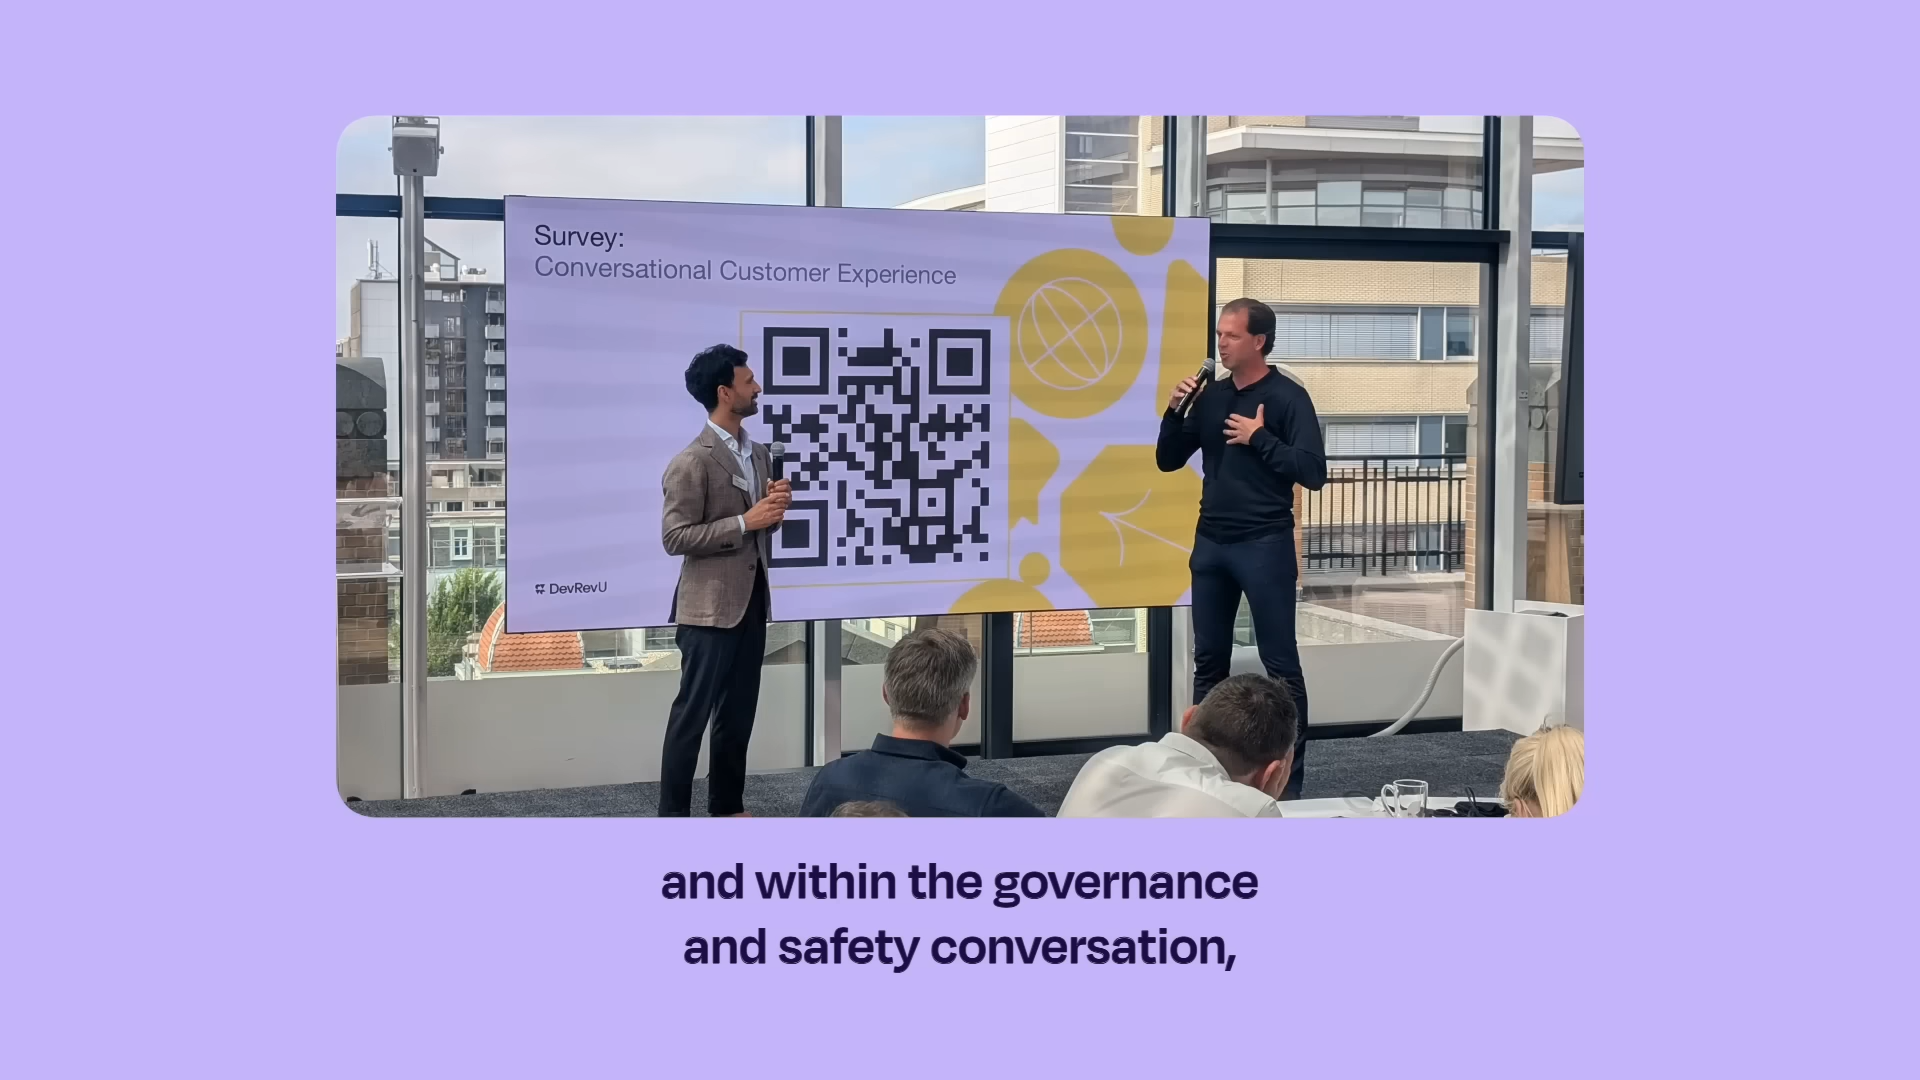 Survey:
Conversational Customer Experience
DevRevU
and within the governance
and safety conversation,